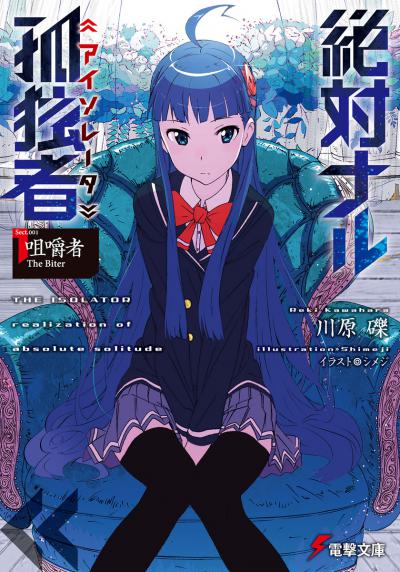 絶対ナル
孤独者
《アイソレータ》
Sect.001
咀嚼者
The Biter
THE ISOLATOR
realization of
absolute solitude
Reki Kawahara
川原 礫
illustration◎Shimeji
イラスト◎シメジ
電撃文庫